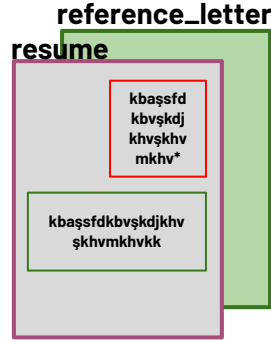 reference_letter
resume
kbaşsfd
kbvşkdj
khvşkhv
mkhv*
kbaşsfdkbvşkdjkhv
şkhvmkhvkk